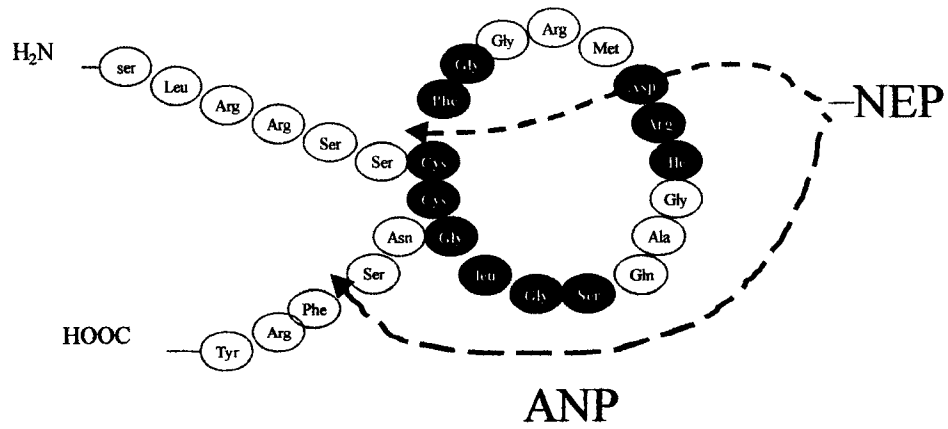 H₂N
ser
Leu
Arg
Arg
Ser
Ser
Cys
Phe
Gly
Gly
Arg
Met
Asp
Arg
Ile
Gly
Ala
Gln
Ser
Gly
leu
Gly
Cys
Asn
Ser
Phe
Arg
Tyr
HOOC
NEP
ANP